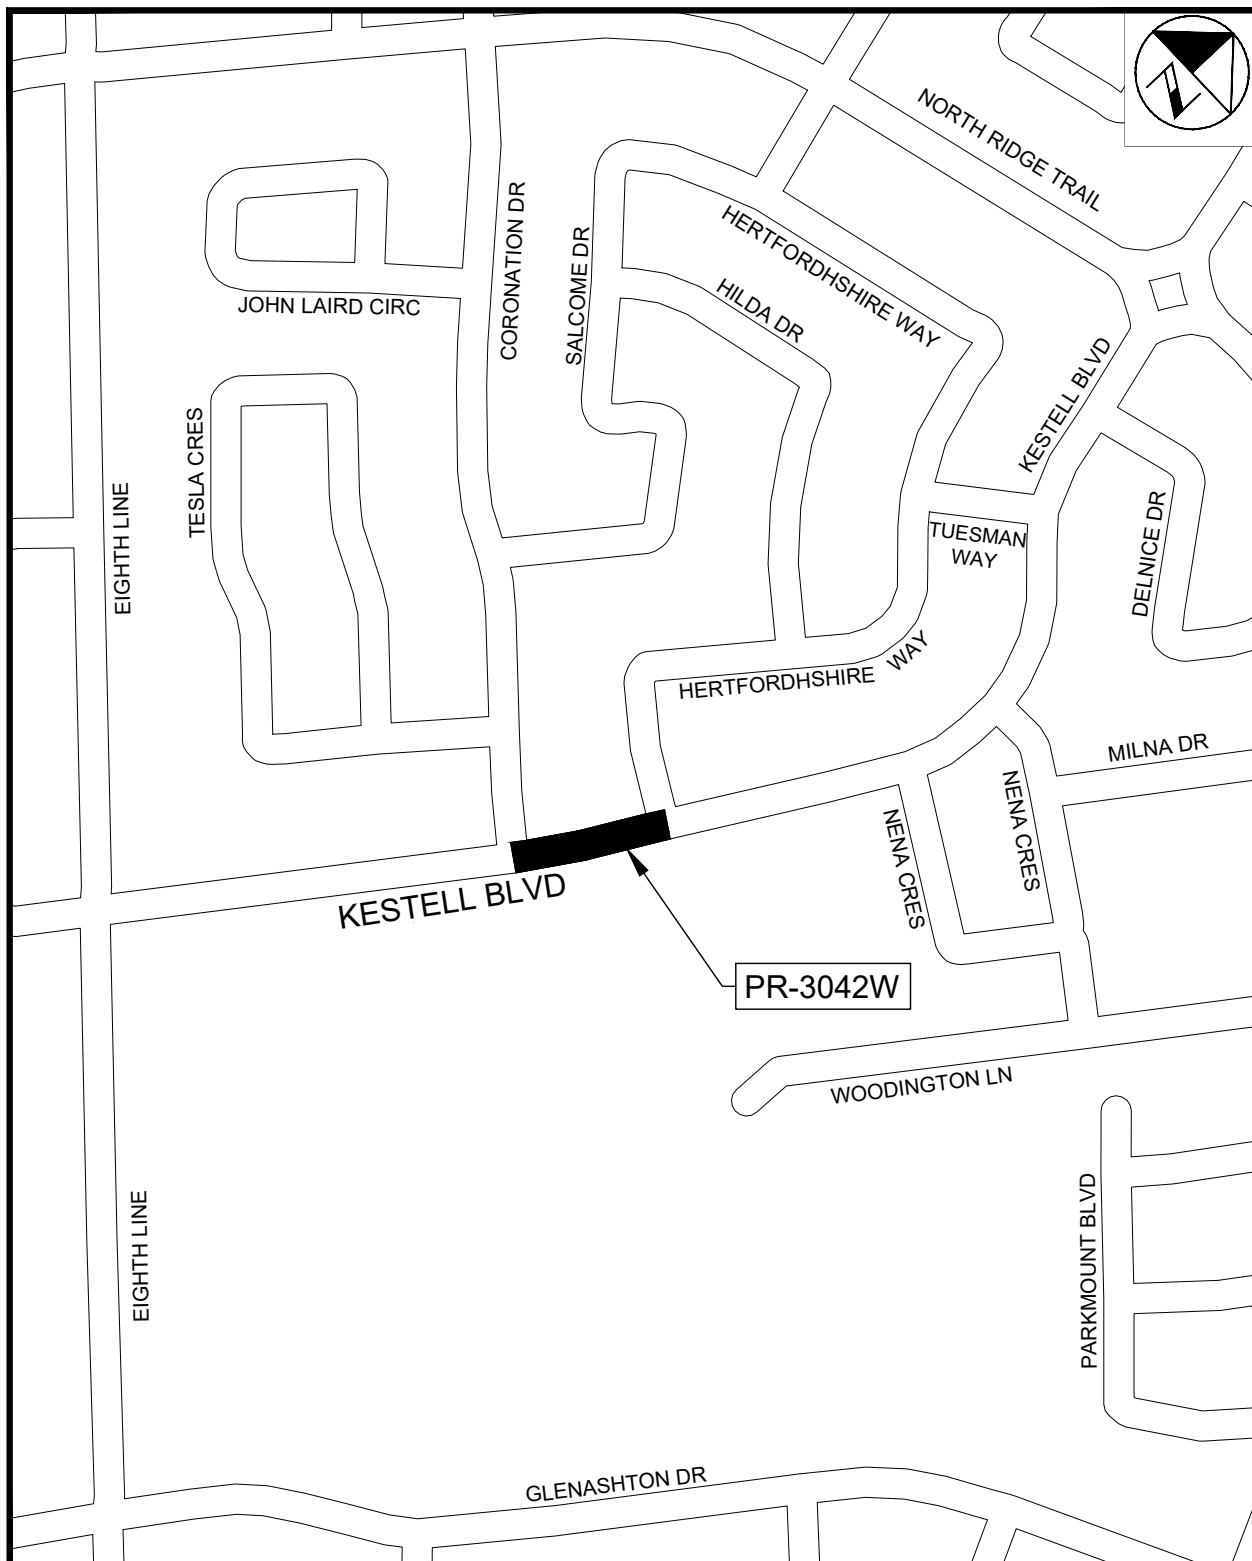 NORTH RIDGE TRAIL
CORONATION DR
SALCOME DR
HERTFORDHSHIRE WAY
HILDA DR
JOHN LAIRD CIRC
KESTELL BLVD
TESLA CRES
EIGHTH LINE
TUESMAN
WAY
DELNICE DR
HERTFORDHSHIRE
WAY
MILNA DR
NENA CRES
NENA CRES
KESTELL BLVD
PR-3042W
WOODINGTON LN
EIGHTH LINE
PARKMOUNT BLVD
GLENASHTON DR